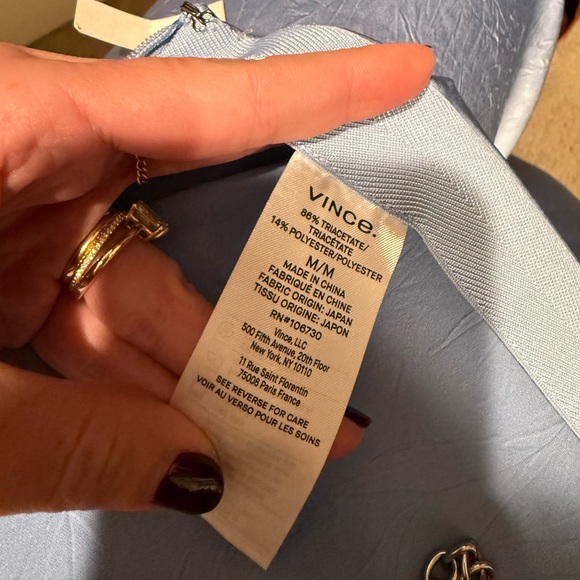 VINCE.
86% TRIACETATE/
TRIACÉTATE
14% POLYESTER/POLYESTER
M/M
MADE IN CHINA
FABRIQUÉ EN CHINE
FABRIC ORIGIN: JAPAN
TISSU ORIGINE: JAPON
RN#106730
Vince, LLC
500 Fifth Avenue, 20th Floor
New York, NY 10110
11 Rue Saint Florentin
75008 Paris France
SEE REVERSE FOR CARE
VOIR AU VERSO POUR LES SOINS